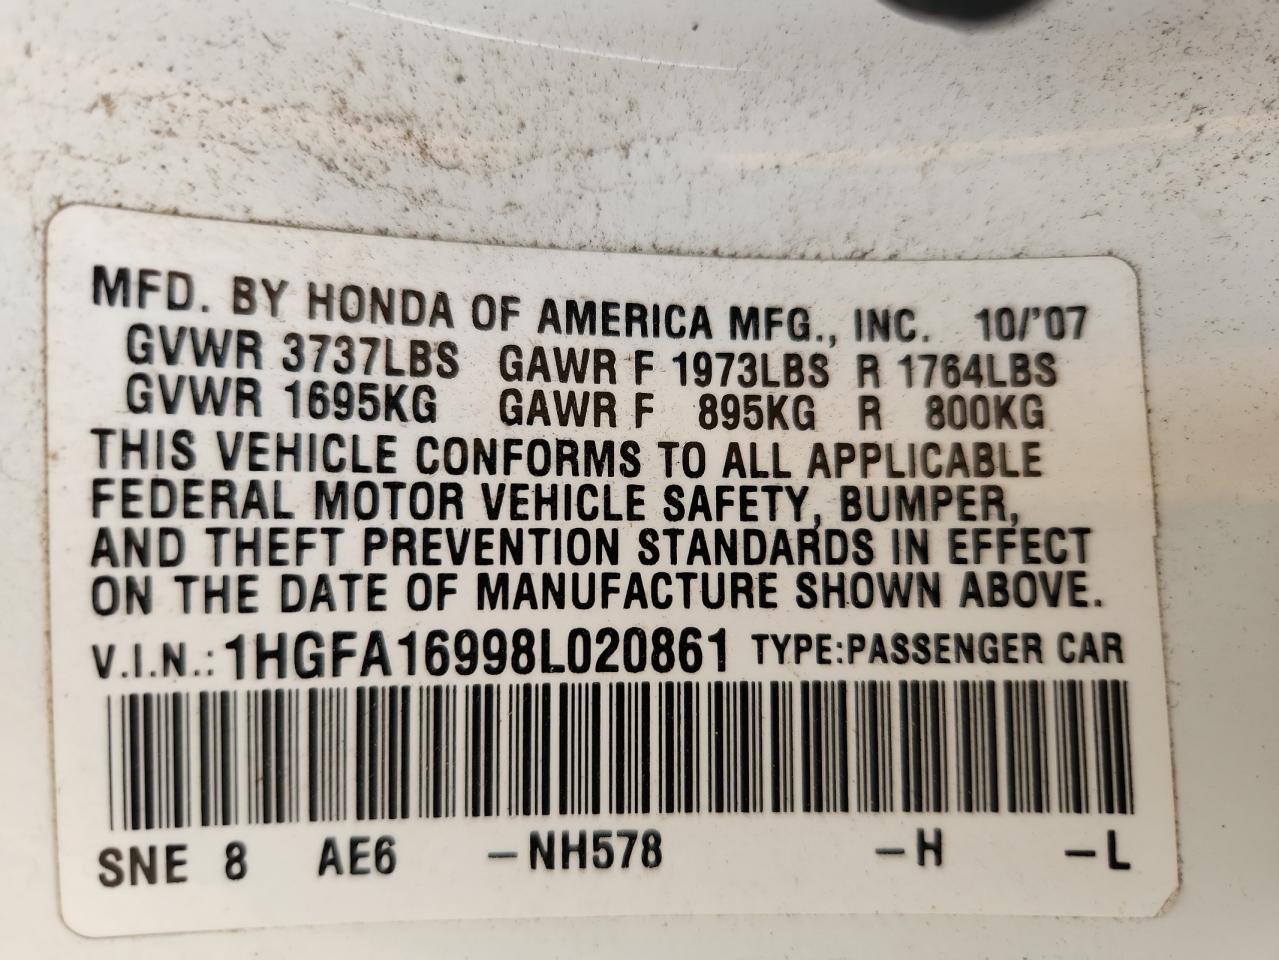 MFD. BY HONDA OF AMERICA MFG., INC. 10/'07
GVWR 3737LBS GAWR F 1973LBS R 1764LBS
GVWR 1695KG GAWR F 895KG R 800KG
THIS VEHICLE CONFORMS TO ALL APPLICABLE
FEDERAL MOTOR VEHICLE SAFETY, BUMPER,
AND THEFT PREVENTION STANDARDS IN EFFECT
ON THE DATE OF MANUFACTURE SHOWN ABOVE.
V.I.N.: 1HGFA16998L020861 TYPE:PASSENGER CAR
SNE 8 AE6 –NH578 –H –L